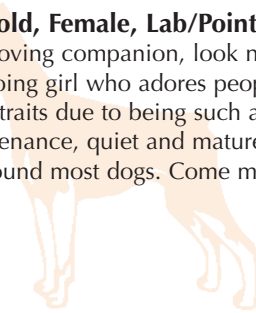 old, Female, Lab/Point
oving companion, look n
oing girl who adores peop
traits due to being such a
enance, quiet and mature
ound most dogs. Come m